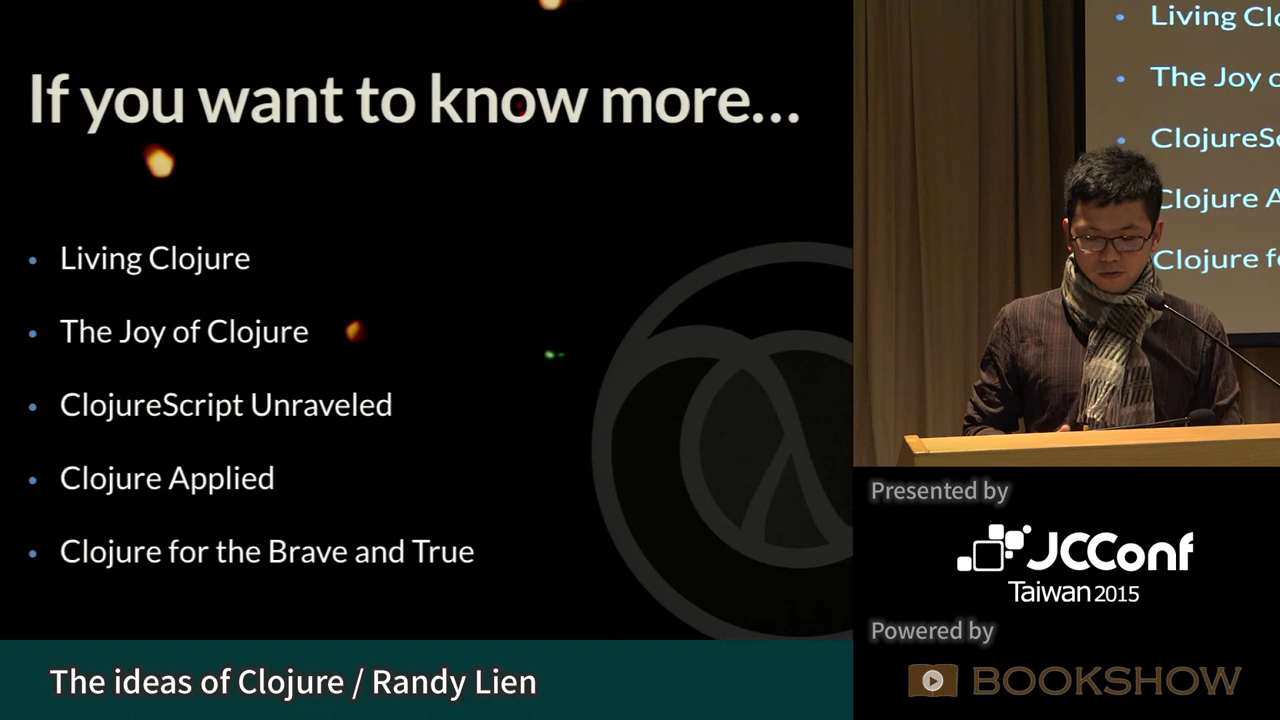 If you want to know more…
• Living Clojure
• The Joy of Clojure
• ClojureScript Unraveled
• Clojure Applied
• Clojure for the Brave and True
Living Clo
The Joy o
ClojureSc
Clojure A
Clojure fo
Presented by
JCConf
Taiwan 2015
Powered by
BOOKSHOW
The ideas of Clojure / Randy Lien